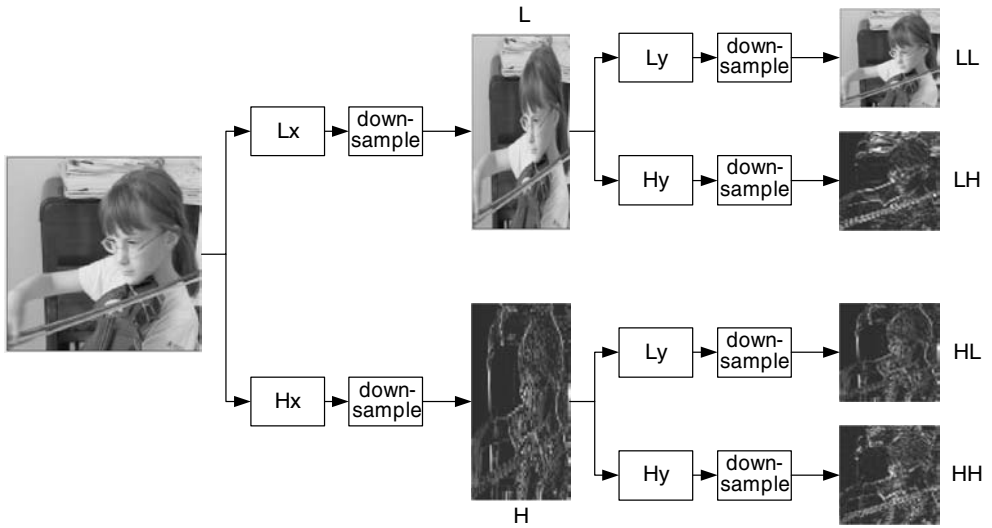 L
Ly
down-
sample
LL
Lx
down-
sample
Hy
down-
sample
LH
Hx
down-
sample
H
Ly
down-
sample
HL
Hy
down-
sample
HH